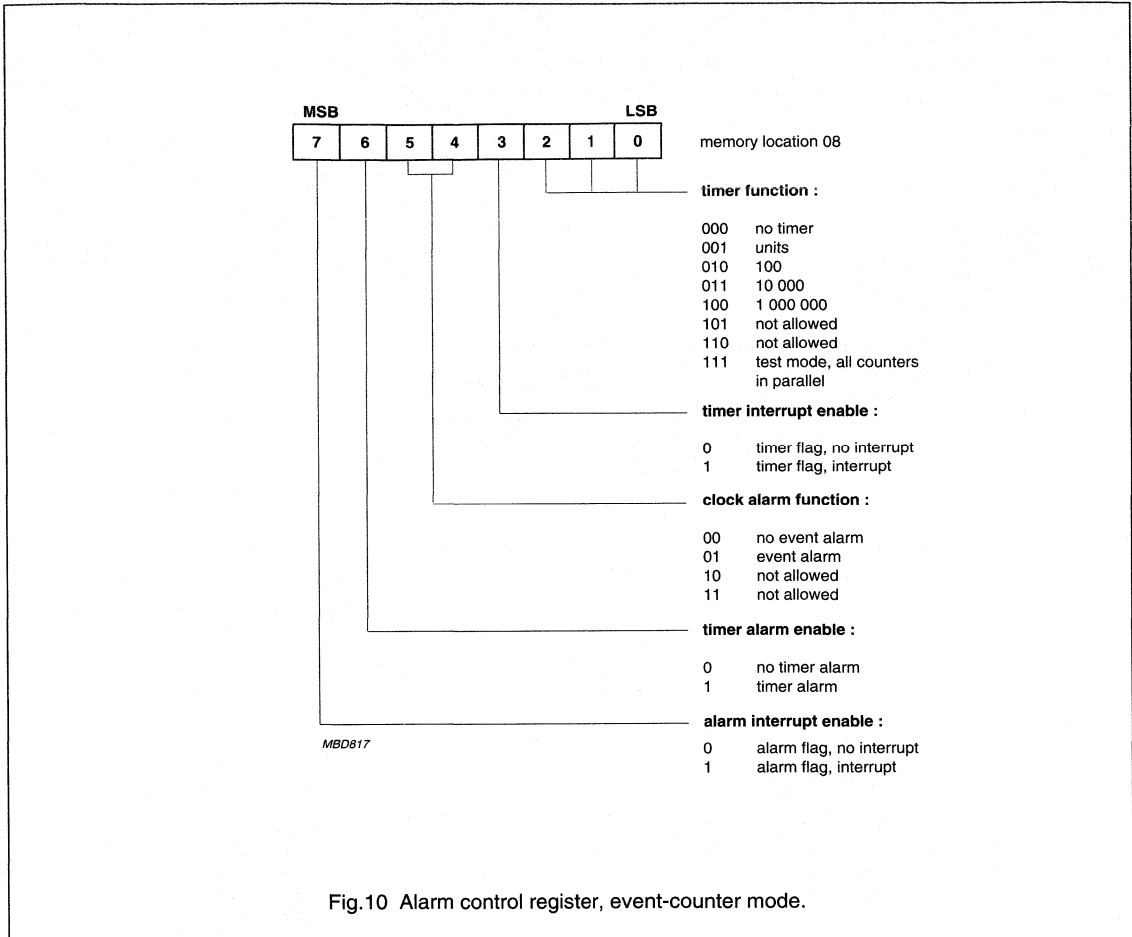 MSB LSB
7 6 5 4 3 2 1 0 memory location 08
timer function :
000 no timer
001 units
010 100
011 10 000
100 1 000 000
101 not allowed
110 not allowed
111 test mode, all counters
in parallel
timer interrupt enable :
0 timer flag, no interrupt
1 timer flag, interrupt
clock alarm function :
00 no event alarm
01 event alarm
10 not allowed
11 not allowed
timer alarm enable :
0 no timer alarm
1 timer alarm
alarm interrupt enable :
MBD817
0 alarm flag, no interrupt
1 alarm flag, interrupt
Fig.10 Alarm control register, event-counter mode.